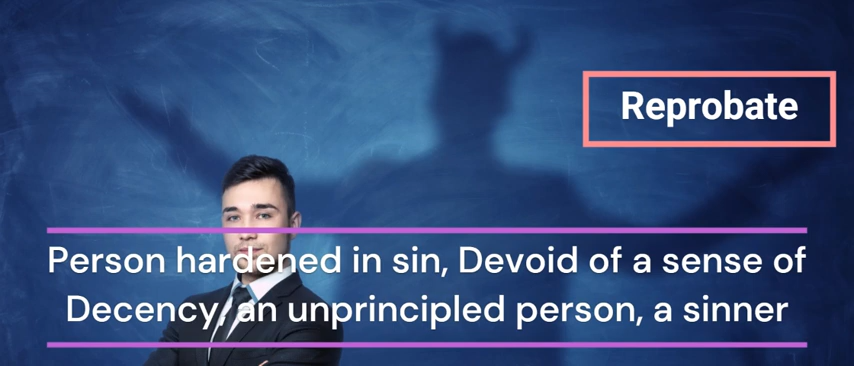 Reprobate
Person hardened in sin, Devoid of a sense of
Decency, an unprincipled person, a sinner